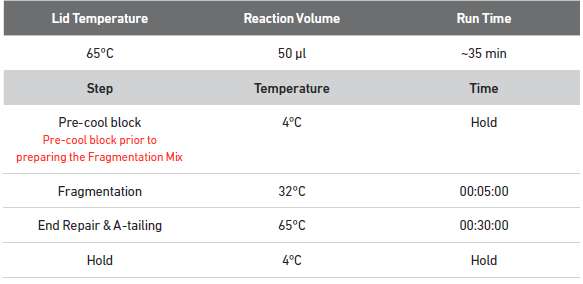 Lid Temperature Reaction Volume Run Time
65°C 50 µl ~35 min
Step Temperature Time
Pre-cool block 4°C Hold
Pre-cool block prior to
preparing the Fragmentation Mix
Fragmentation 32°C 00:05:00
End Repair & A-tailing 65°C 00:30:00
Hold 4°C Hold